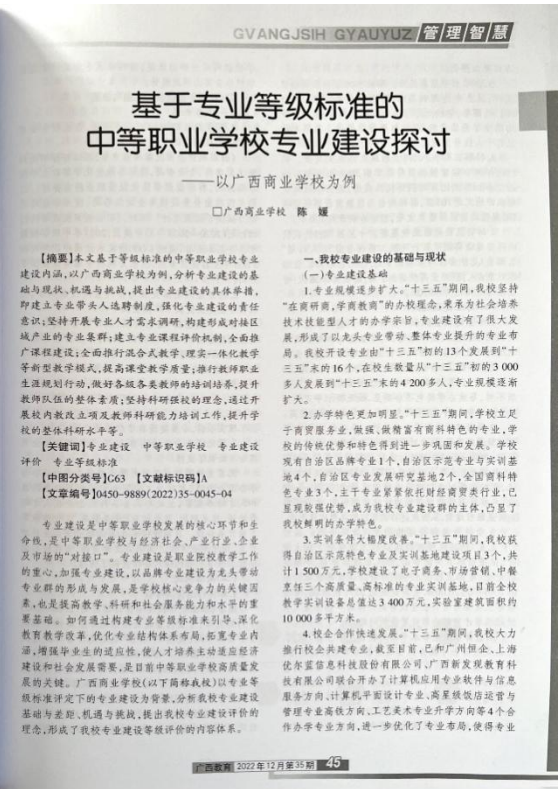 GVANGJSIH GYAUYUZ 管理智慧
基于专业等级标准的
中等职业学校专业建设探讨
——以广西商业学校为例
□广西商业学校 陈 媛
【摘要】本文基于等级标准的中等职业学校专业
建设内涵,以广西商业学校为例,分析专业建设的基
础与现状、机遇与挑战,提出专业建设的具体举措,
即建立专业带头人选聘制度,强化专业建设的责任
意识;坚持开展专业人才需求调研,构建形成对接区
域产业的专业集群;建立专业课程评价机制,全面推
广课程建设;全面推行混合式教学、理实一体化教学
等新型教学模式,提高课堂教学质量;推行教师职业
生涯规划行动,做好各级各类教师的培训培养,提升
教师队伍的整体素质;坚持科研强校的理念,通过开
展校内教改立项及教师科研能力培训工作,提升学
校的整体科研水平等。
【关键词】专业建设 中等职业学校 专业建设
评价 专业等级标准
【中图分类号】G63 【文献标识码】A
【文章编号】0450-9889(2022)35-0045-04
专业建设是中等职业学校发展的核心环节和生
命线,是中等职业学校与经济社会、产业行业、企业
及市场的“对接口”。专业建设是职业院校教学工作
的重心,加强专业建设,以品牌专业建设为龙头带动
专业群的形成与发展,是学校核心竞争力的关键因
素,也是提高教学、科研和社会服务能力和水平的重
要基础。如何通过构建专业等级标准来引导、深化
教育教学改革,优化专业结构体系布局,拓宽专业内
涵,增强毕业生的适应性,使人才培养主动适应经济
建设和社会发展需要,是目前中等职业学校高质量发
展的关键。广西商业学校(以下简称我校)以专业等
级标准评定下的专业建设为背景,分析我校专业建设
基础与差距、机遇与挑战,提出我校专业建设评价的
理念,形成了我校专业建设等级评价的内容体系。
一、我校专业建设的基础与现状
(一)专业建设基础
1.专业规模逐步扩大。“十三五”期间,我校坚持
“在商研商,学商教商”的办校理念,秉承为社会培养
技术技能型人才的办学宗旨,专业建设有了很大发
展,形成了以龙头专业带动、整体专业提升的专业布
局。我校开设专业由“十三五”初的13个发展到“十
三五”末的16个,在校生数量从“十三五”初的3 000
多人发展到“十三五”末的4 200多人,专业规模逐渐
扩大。
2.办学特色更加明显。“十三五”期间,学校立足
于商贸服务业,做强、做精富有商科特色的专业,学
校的传统优势和特色得到进一步巩固和发展。学校
现有自治区品牌专业1个,自治区示范专业与实训基
地4个,自治区专业发展研究基地2个,全国商科特
色专业3个,主干专业紧紧依托财经商贸类行业,已
呈现较强优势,成为我校专业建设群的主体,凸显了
我校鲜明的办学特色。
3.实训条件大幅度改善。“十三五”期间,我校获
得自治区示范特色专业及实训基地建设项目3个,共
计1 500万元,学校建设了电子商务、市场营销、中餐
烹饪三个高质量、高标准的专业实训基地,目前全校
教学实训设备总值达3 400万元,实验室建筑面积约
10 000多平方米。
4.校企合作快速发展。“十三五”期间,我校大力
推行校企共建专业,截至目前,已和广州恒企、上海
优尔蓝信息科技股份有限公司、广西新发现教育科
技有限公司联合开办了计算机应用专业软件与信息
服务方向、计算机平面设计专业、高星级饭店运营与
管理专业高铁方向、工艺美术专业升学方向等4个合
作办学专业方向,进一步优化了专业布局,使得专业
广西教育 2022年12月第35期 45